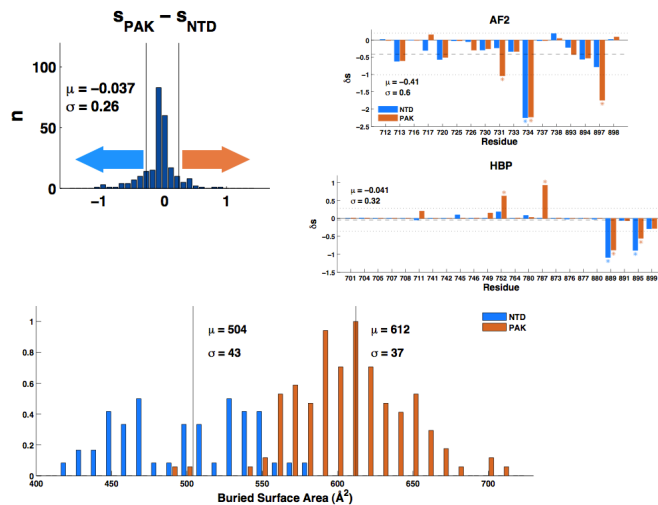 s_PAK − s_NTD
n
100
50
0
μ = −0.037
σ = 0.26
−1 0 1
AF2
δs
0
−0.5
−1
−1.5
−2
−2.5
μ = −0.41
σ = 0.6
NTD
PAK
712 713 716 717 720 725 726 730 731 733 734 737 738 893 894 897 898
Residue
HBP
δs
1
0.5
0
−0.5
−1
−1.5
μ = −0.041
σ = 0.32
701 704 705 707 708 711 741 742 745 746 749 752 780 787 873 876 877 880 889 891 895 899
Residue
1
0.8
0.6
0.4
0.2
0
μ = 504
σ = 43
μ = 612
σ = 37
NTD
PAK
400 450 500 550 600 650 700
Buried Surface Area (Å²)